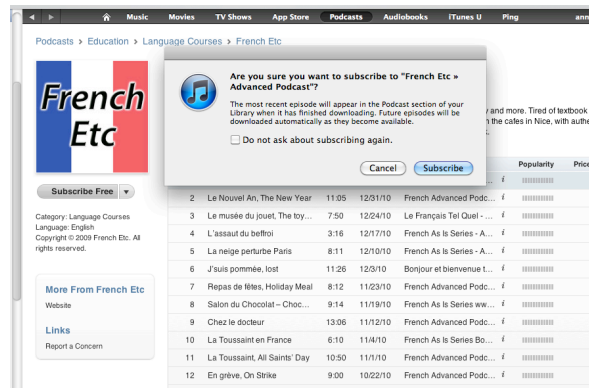 Music Movies TV Shows App Store Podcasts Audiobooks iTunes U Ping
Podcasts > Education > Language Courses > French Etc
French
Etc
Are you sure you want to subscribe to "French Etc »
Advanced Podcast"?
The most recent episode will appear in the Podcast section of your
Library when it has finished downloading. Future episodes will be
downloaded automatically as they become available.
Do not ask about subscribing again.
Cancel Subscribe
and more. Tired of textbook
the cafes in Nice, with
Popularity
Subscribe Free
Category: Language Courses
Language: English
Copyright © 2009 French Etc. All
rights reserved.
More From French Etc
Website
Links
Report a Concern
2 Le Nouvel An, The New Year 11:05 12/31/10 French Advanced Podc... i
3 Le musée du jouet, The toy... 7:50 12/24/10 Le Français Tel Quel - ... i
4 L'assaut du beffroi 3:16 12/17/10 French As Is Series - A... i
5 La neige perturbe Paris 8:11 12/10/10 French As Is Series - A... i
6 J'suis pommée, lost 11:26 12/3/10 Bonjour et bienvenue t... i
7 Repas de fêtes, Holiday Meal 8:12 11/23/10 French Advanced Podc... i
8 Salon du Chocolat – Choc... 9:14 11/19/10 French As Is Series ww... i
9 Chez le docteur 13:06 11/12/10 French Advanced Podc... i
10 La Toussaint en France 6:10 11/4/10 French As Is Series Bo... i
11 La Toussaint, All Saints' Day 10:50 11/1/10 French Advanced Podc... i
12 En grève, On Strike 9:00 10/22/10 French Advanced Podc... i